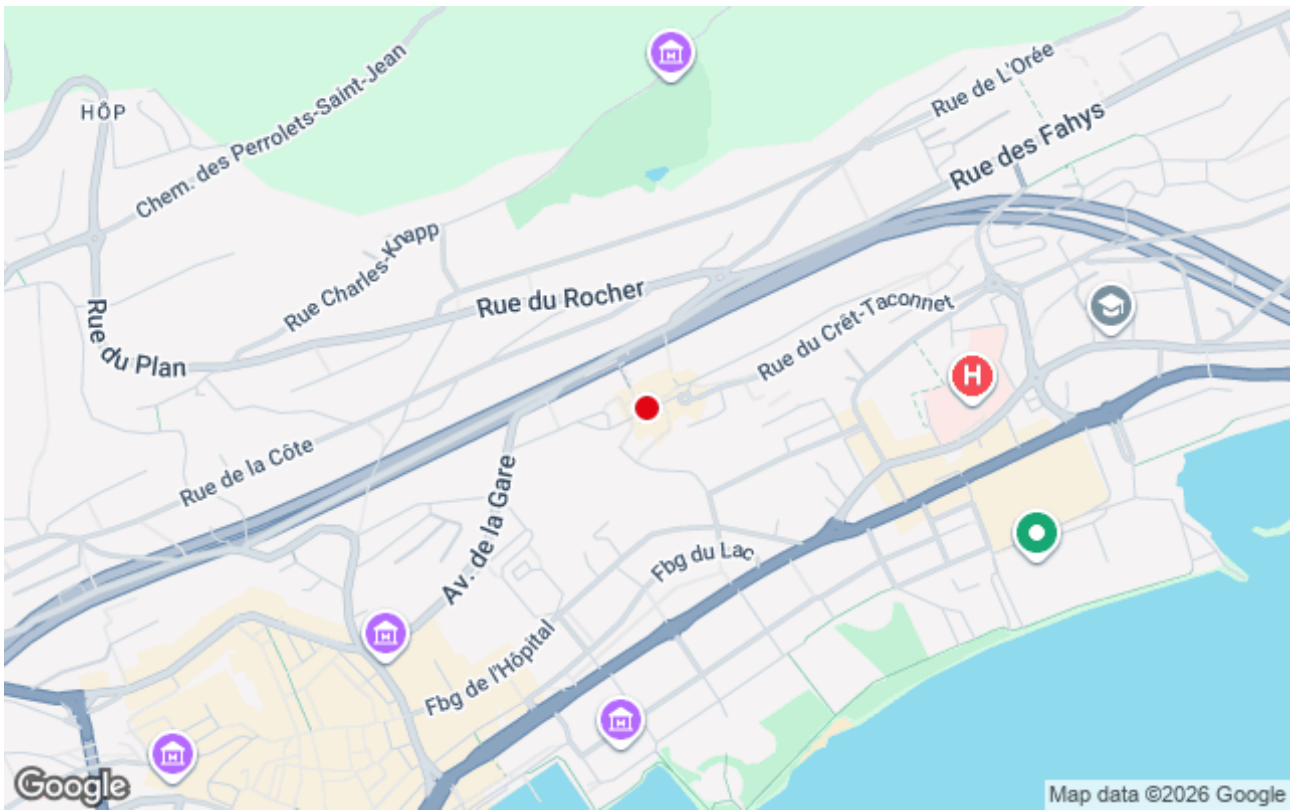 HÔP
Chem. des Perrolets-Saint-Jean
Rue de L'Orée
Rue des Fahys
Rue Charles-Knapp
Rue du Rocher
Rue du Plan
Rue du Crêt-Taconnet
H
Rue de la Côte
Av. de la Gare
Fbg du Lac
Fbg de l'Hôpital
Google
Map data ©2026 Google